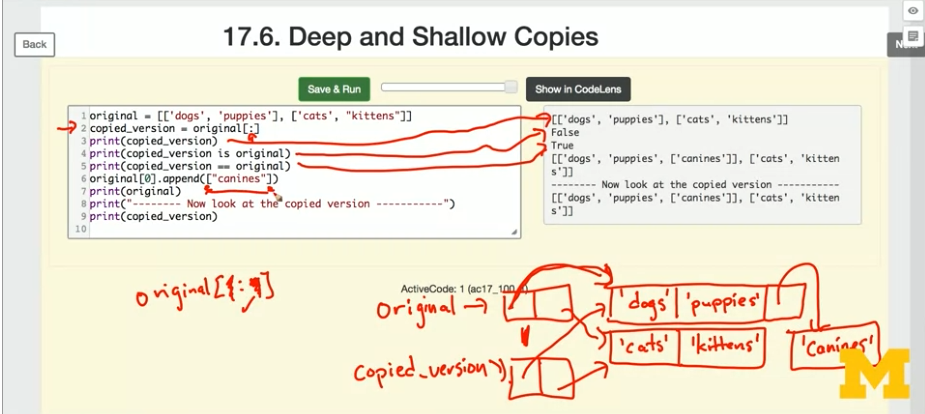 17.6. Deep and Shallow Copies
Back
Save & Run
Show in CodeLens
1 original = [['dogs', 'puppies'], ['cats', "kittens"]]
2 copied_version = original[:]
3 print(copied_version)
4 print(copied_version is original)
5 print(copied_version == original)
6 original[0].append(["canines"])
7 print(original)
8 print("-------- Now look at the copied version -----------")
9 print(copied_version)
10
[['dogs', 'puppies'], ['cats', 'kittens']]
False
True
[['dogs', 'puppies', ['canines']], ['cats', 'kitten
s']]
-------- Now look at the copied version -----------
[['dogs', 'puppies', ['canines']], ['cats', 'kitten
s']]
ActiveCode: 1 (ac17_100_
original → 'dogs' 'puppies'
'cats' 'kittens' 'Canines'
copied_version
M